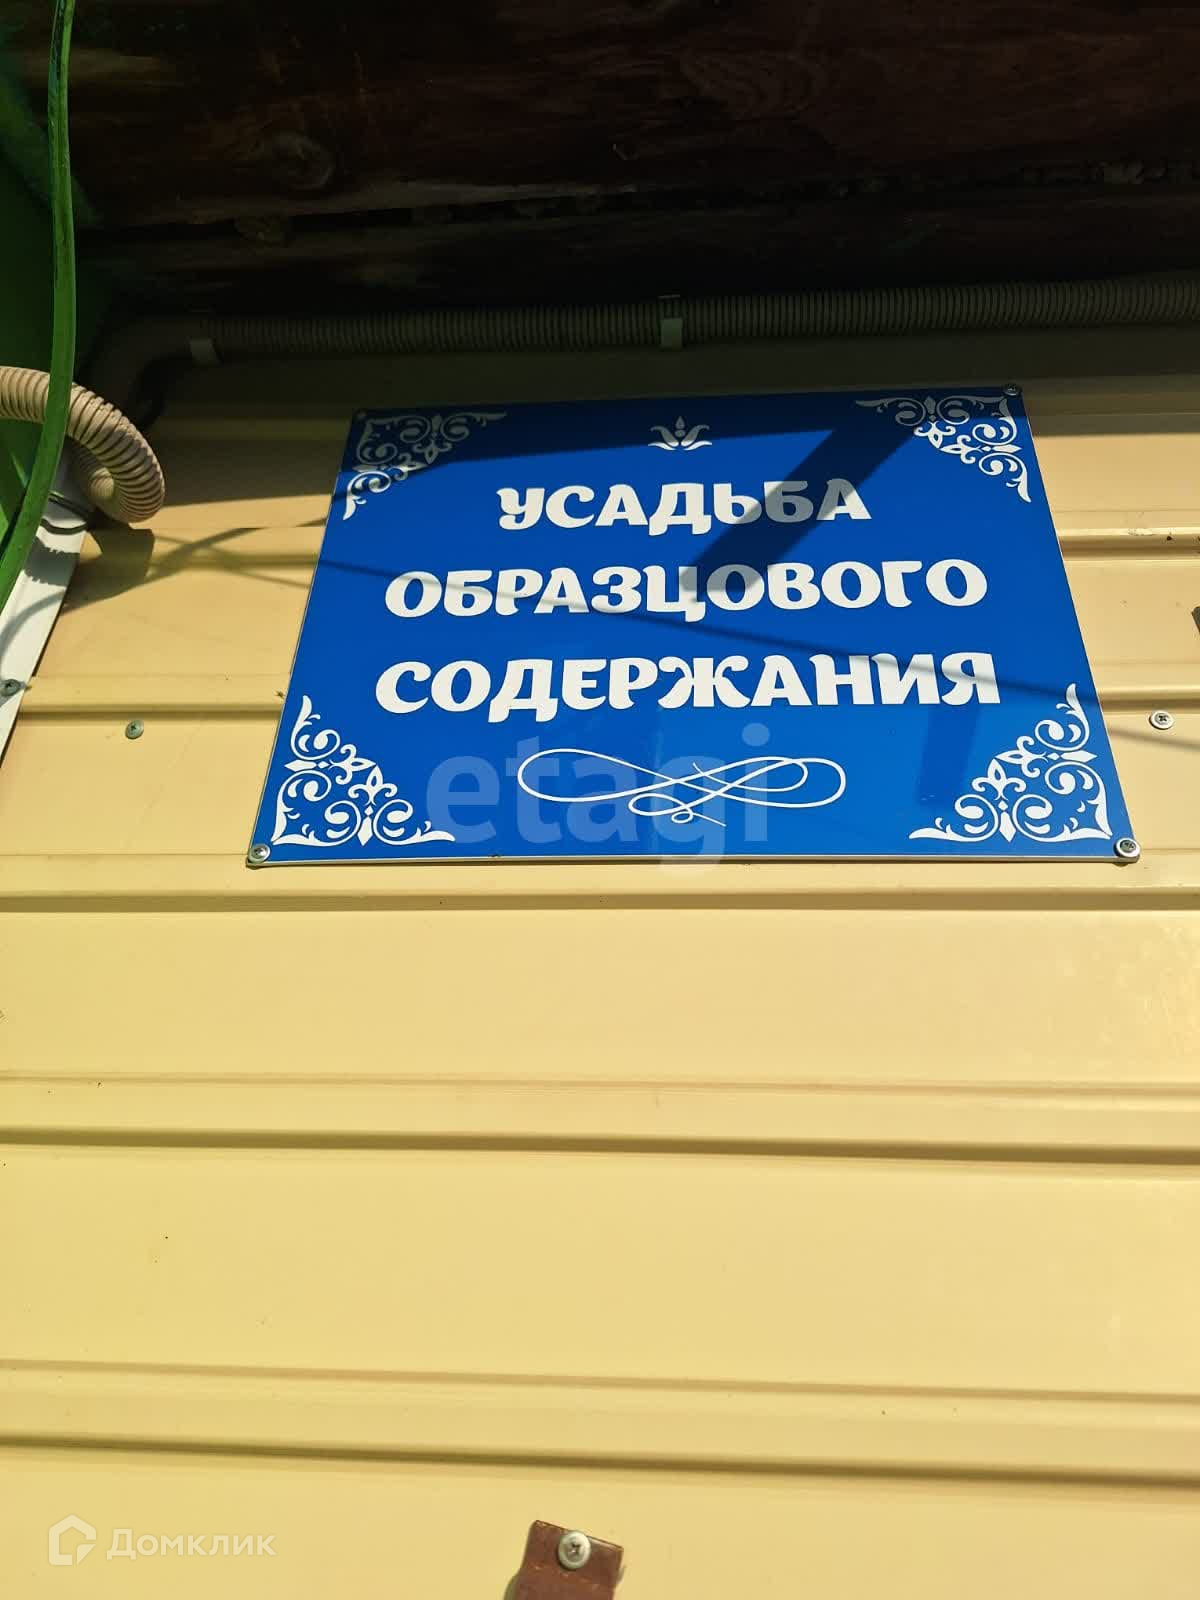 УСАДЬБА
ОБРАЗЦОВОГО
СОДЕРЖАНИЯ
etagi
Домклик